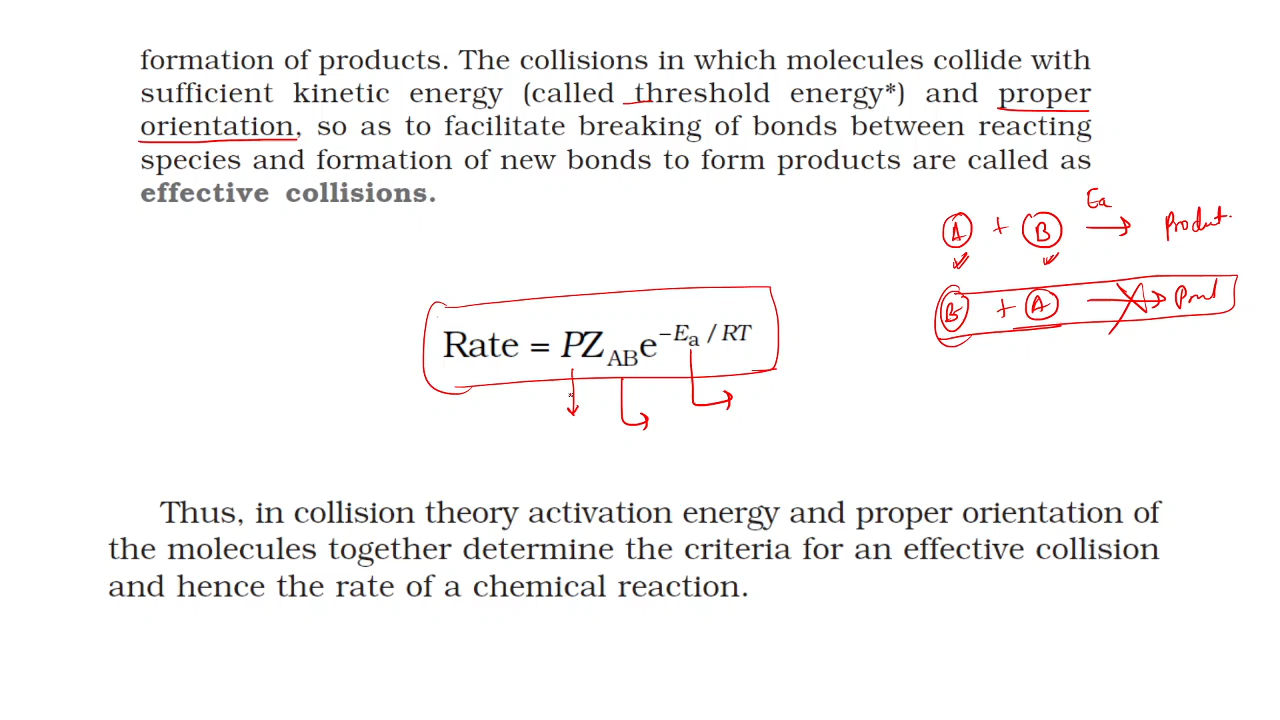 formation of products. The collisions in which molecules collide with
sufficient kinetic energy (called threshold energy*) and proper
orientation, so as to facilitate breaking of bonds between reacting
species and formation of new bonds to form products are called as
effective collisions.
Ea
A + B → Product.
B + A → Prod
Rate = PZ_AB e^{-E_a / RT}
Thus, in collision theory activation energy and proper orientation of
the molecules together determine the criteria for an effective collision
and hence the rate of a chemical reaction.